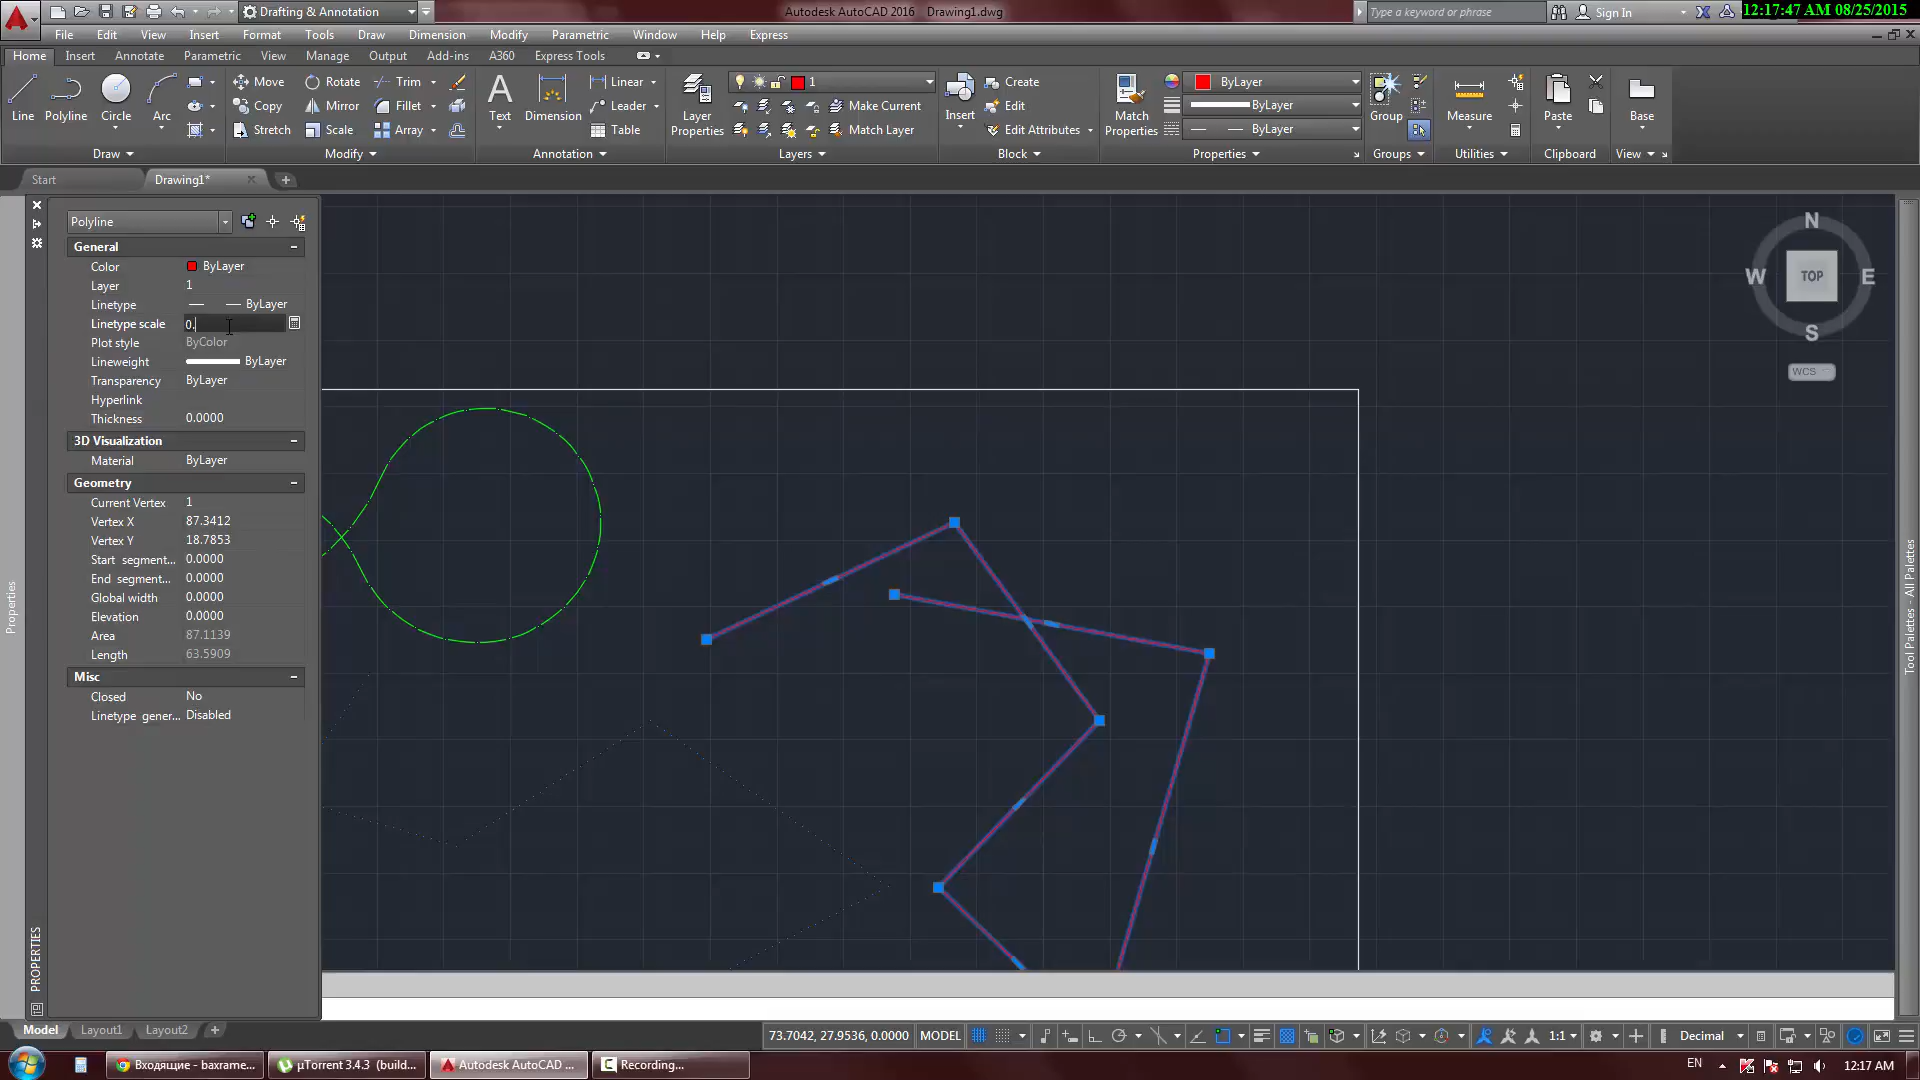 Drafting & Annotation
Autodesk AutoCAD 2016 Drawing1.dwg
Type a keyword or phrase
Sign In
12:17:47 AM 08/25/2015
File Edit View Insert Format Tools Draw Dimension Modify Parametric Window Help Express
Home Insert Annotate Parametric View Manage Output Add-ins A360 Express Tools
Line Polyline Circle Arc
Move Rotate Trim
Copy Mirror Fillet
Stretch Scale Array
Text Dimension
Linear
Leader
Table
Layer Properties
1
Make Current
Match Layer
Insert
Create
Edit
Edit Attributes
Match Properties
ByLayer
ByLayer
ByLayer
Group
Measure
Paste
Base
Draw Modify Annotation Layers Block Properties Groups Utilities Clipboard View
Start Drawing1*
Polyline
General
Color ByLayer
Layer 1
Linetype ByLayer
Linetype scale 0.
Plot style ByColor
Lineweight ByLayer
Transparency ByLayer
Hyperlink
Thickness 0.0000
3D Visualization
Material ByLayer
Geometry
Current Vertex 1
Vertex X 87.3412
Vertex Y 18.7853
Start segment... 0.0000
End segment... 0.0000
Global width 0.0000
Elevation 0.0000
Area 87.1139
Length 63.5909
Misc
Closed No
Linetype gener... Disabled
Properties
PROPERTIES
N
W TOP E
S
WCS
Tool Palettes - All Palettes
Model Layout1 Layout2
73.7042, 27.9536, 0.0000 MODEL 1:1 Decimal
Входящие - baxrame...
µTorrent 3.4.3 (build...
Autodesk AutoCAD ...
Recording...
EN
12:17 AM